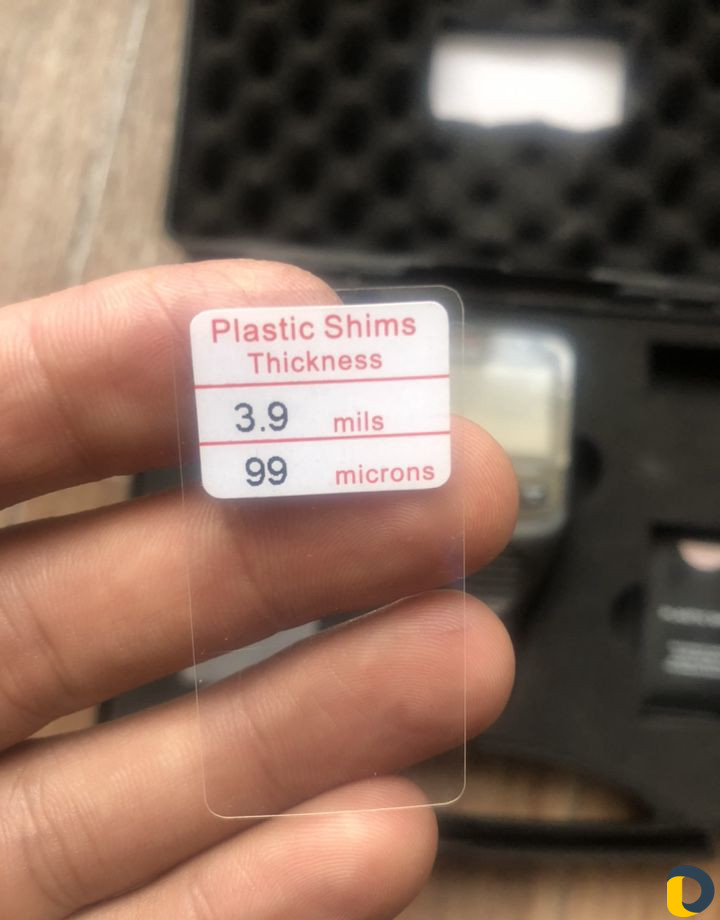 Plastic Shims
Thickness
3.9 mils
99 microns